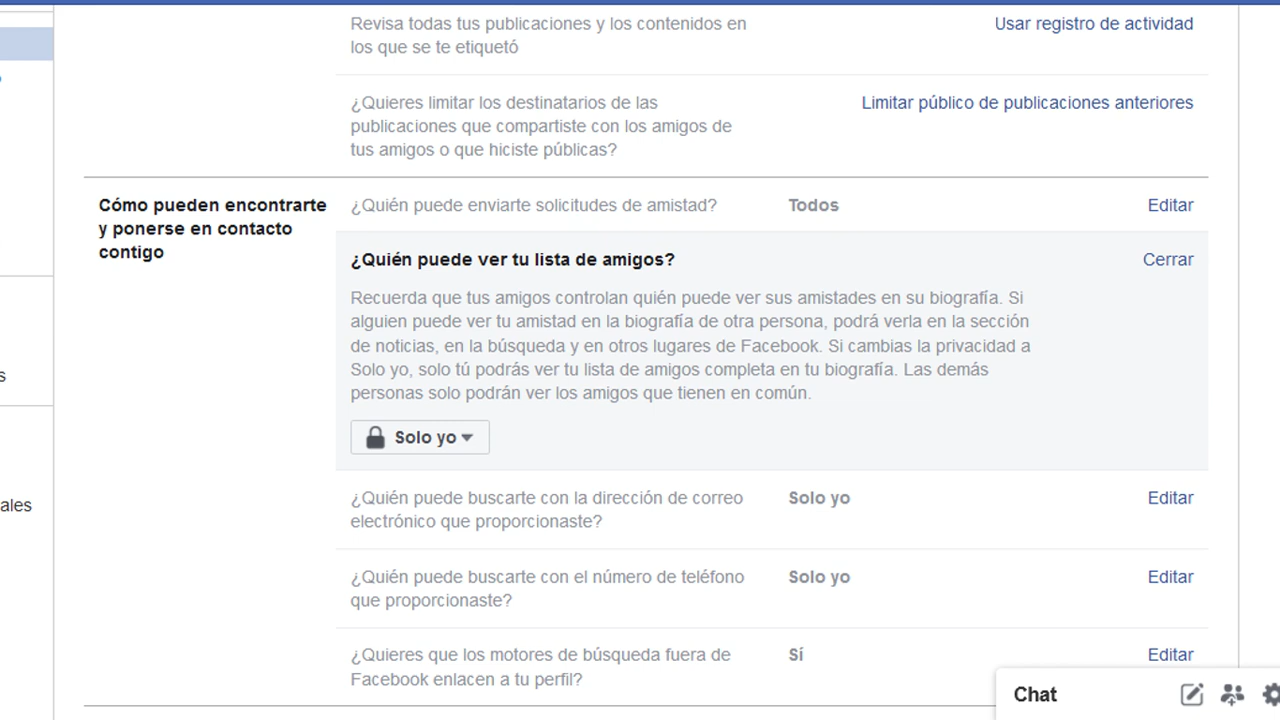 Revisa todas tus publicaciones y los contenidos en
los que se te etiquetó
Usar registro de actividad
¿Quieres limitar los destinatarios de las
publicaciones que compartiste con los amigos de
tus amigos o que hiciste públicas?
Limitar público de publicaciones anteriores
Cómo pueden encontrarte
y ponerse en contacto
contigo
¿Quién puede enviarte solicitudes de amistad?
Todos
Editar
¿Quién puede ver tu lista de amigos?
Cerrar
Recuerda que tus amigos controlan quién puede ver sus amistades en su biografía. Si
alguien puede ver tu amistad en la biografía de otra persona, podrá verla en la sección
de noticias, en la búsqueda y en otros lugares de Facebook. Si cambias la privacidad a
Solo yo, solo tú podrás ver tu lista de amigos completa en tu biografía. Las demás
personas solo podrán ver los amigos que tienen en común.
Solo yo
¿Quién puede buscarte con la dirección de correo
electrónico que proporcionaste?
Solo yo
Editar
¿Quién puede buscarte con el número de teléfono
que proporcionaste?
Solo yo
Editar
¿Quieres que los motores de búsqueda fuera de
Facebook enlacen a tu perfil?
Sí
Editar
s
ales
Chat